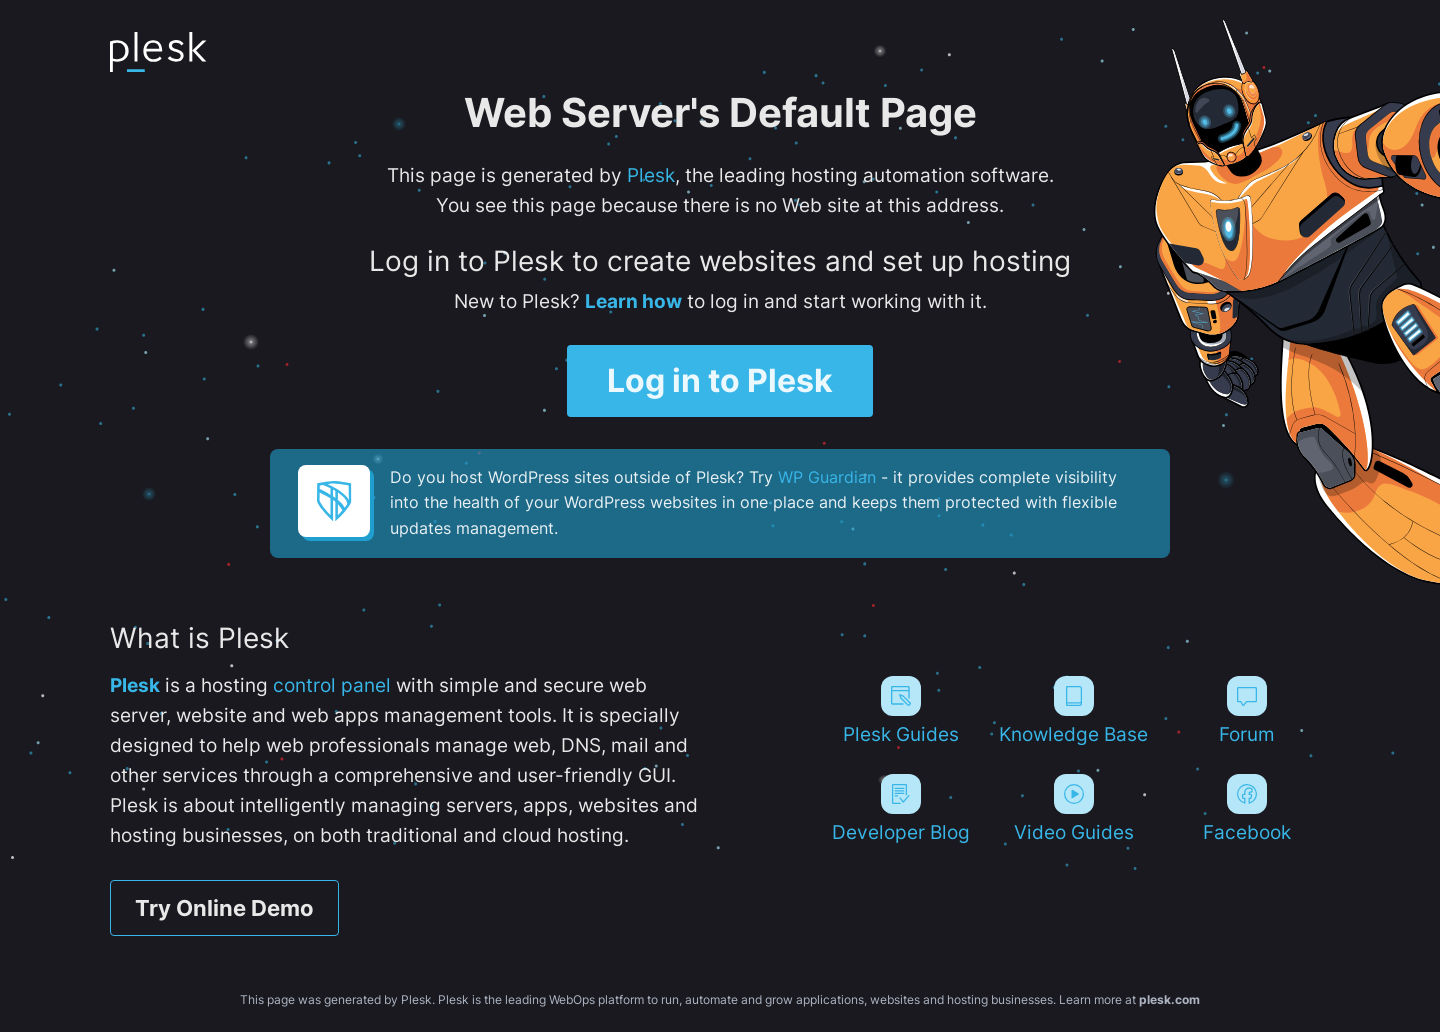 plesk
Web Server's Default Page
This page is generated by Plesk, the leading hosting automation software.
You see this page because there is no Web site at this address.
Log in to Plesk to create websites and set up hosting
New to Plesk? Learn how to log in and start working with it.
Log in to Plesk
Do you host WordPress sites outside of Plesk? Try WP Guardian - it provides complete visibility
into the health of your WordPress websites in one place and keeps them protected with flexible
updates management.
What is Plesk
Plesk is a hosting control panel with simple and secure web
server, website and web apps management tools. It is specially
designed to help web professionals manage web, DNS, mail and
other services through a comprehensive and user-friendly GUI.
Plesk is about intelligently managing servers, apps, websites and
hosting businesses, on both traditional and cloud hosting.
Try Online Demo
Plesk Guides
Knowledge Base
Forum
Developer Blog
Video Guides
Facebook
This page was generated by Plesk. Plesk is the leading WebOps platform to run, automate and grow applications, websites and hosting businesses. Learn more at plesk.com